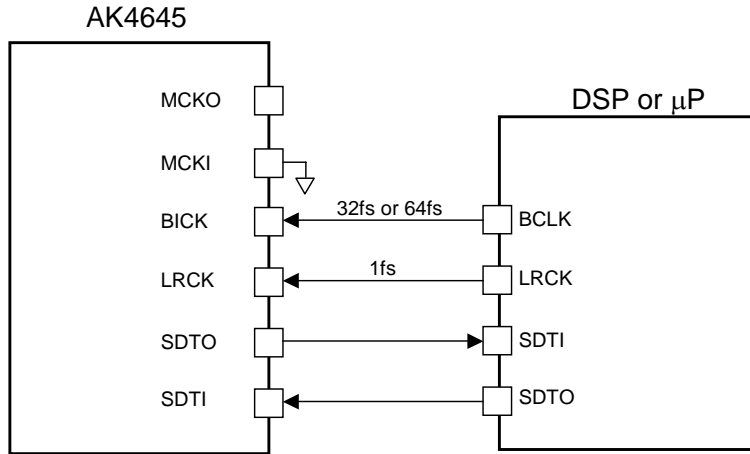 AK4645
DSP or μP
MCKO
MCKI
BICK
32fs or 64fs
BCLK
LRCK
1fs
LRCK
SDTO
SDTI
SDTI
SDTO